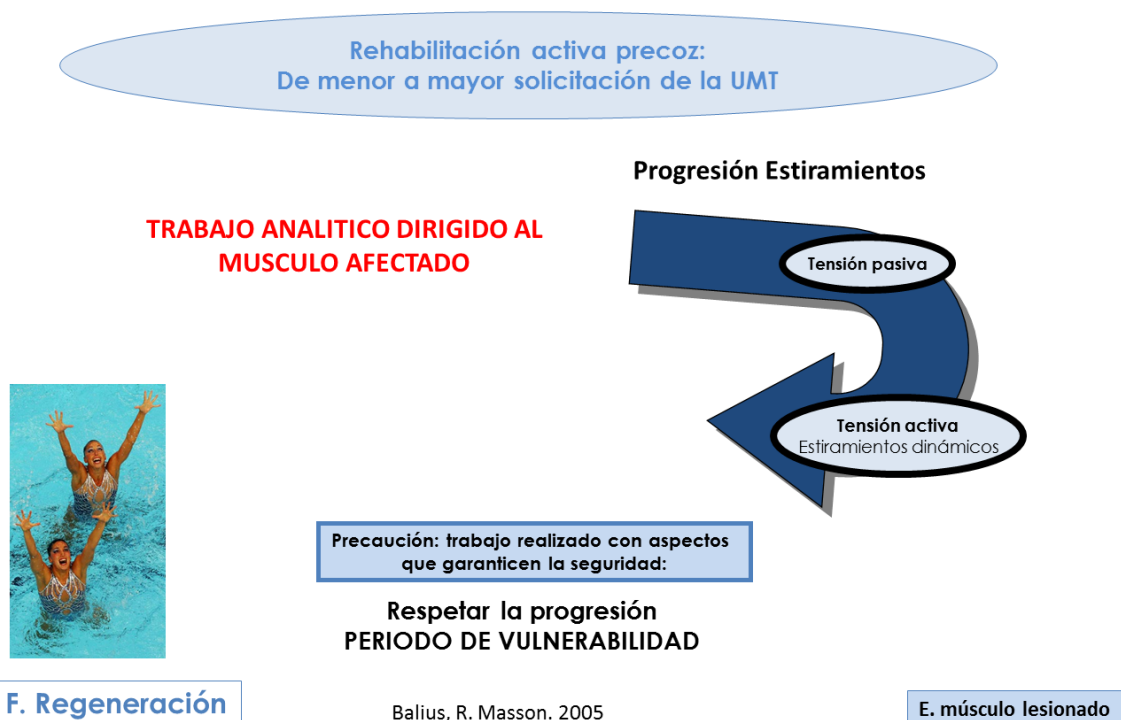 Rehabilitación activa precoz:
De menor a mayor solicitación de la UMT
Progresión Estiramientos
TRABAJO ANALITICO DIRIGIDO AL
MUSCULO AFECTADO
Tensión pasiva
Tensión activa
Estiramientos dinámicos
Precaución: trabajo realizado con aspectos
que garanticen la seguridad:
Respetar la progresión
PERIODO DE VULNERABILIDAD
F. Regeneración
Balius, R. Masson. 2005
E. músculo lesionado